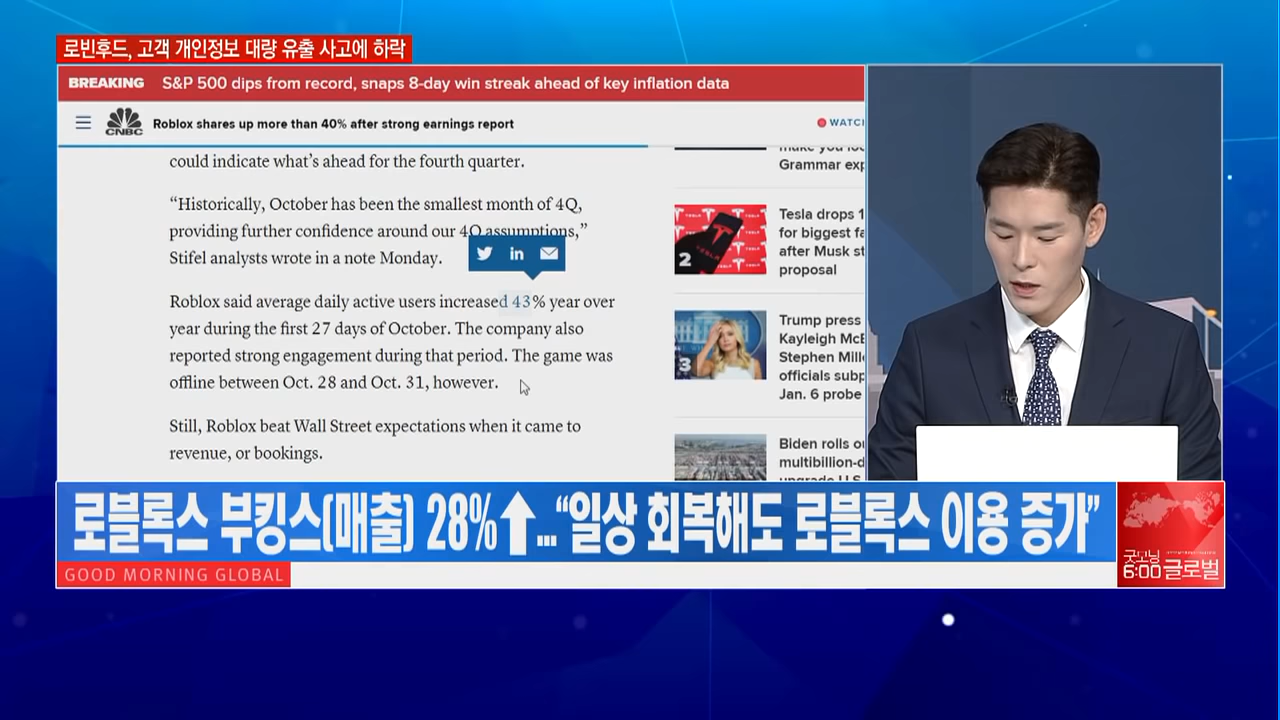 로빈후드, 고객 개인정보 대량 유출 사고에 하락
BREAKING S&P 500 dips from record, snaps 8-day win streak ahead of key inflation data
CNBC Roblox shares up more than 40% after strong earnings report
WATC
could indicate what's ahead for the fourth quarter.
“Historically, October has been the smallest month of 4Q,
providing further confidence around our 4Q assumptions,”
Stifel analysts wrote in a note Monday.
Roblox said average daily active users increased 43% year over
year during the first 27 days of October. The company also
reported strong engagement during that period. The game was
offline between Oct. 28 and Oct. 31, however.
Still, Roblox beat Wall Street expectations when it came to
revenue, or bookings.
Grammar exp
TESLA
2
Tesla drops 1
for biggest fa
after Musk st
proposal
3
Trump press
Kayleigh McE
Stephen Mille
officials subp
Jan. 6 probe
Biden rolls o
multibillion-d
로블록스 부킹스(매출) 28%↑…“일상 회복해도 로블록스 이용 증가”
GOOD MORNING GLOBAL
굿모닝
6:00 글로벌